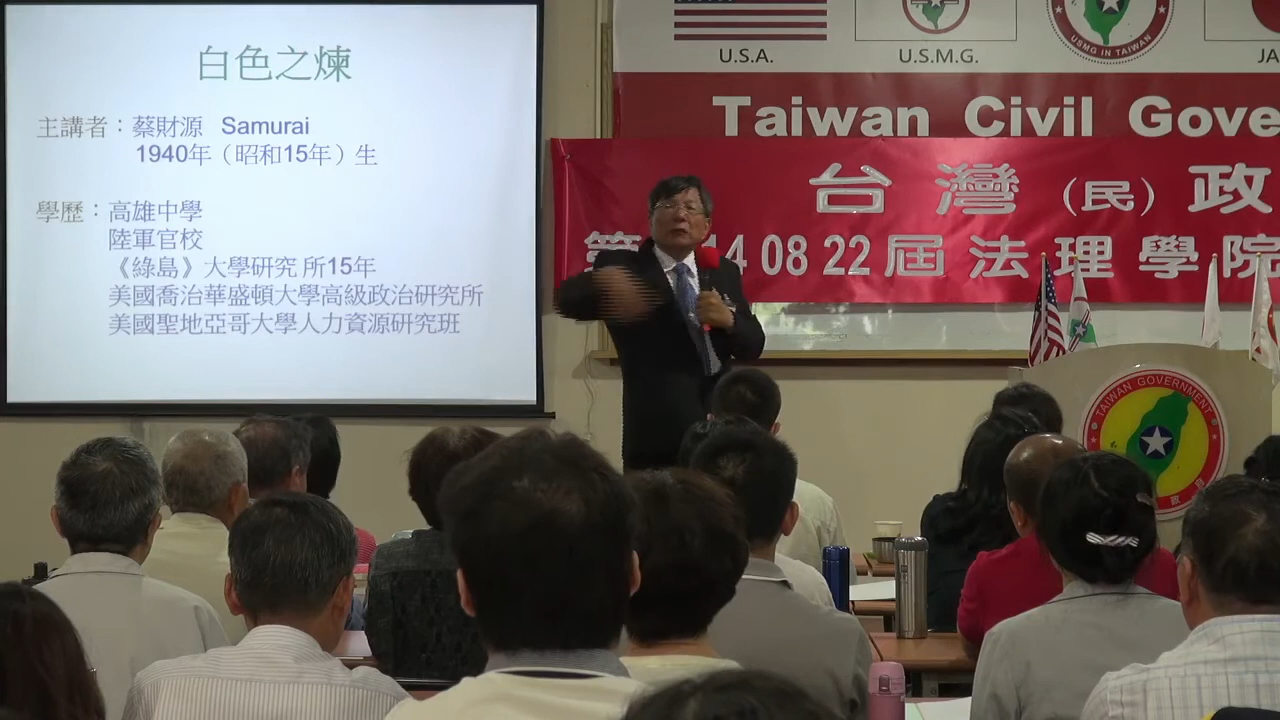 白色之煉
主講者：蔡財源 Samurai
1940年（昭和15年）生
學歷：高雄中學
陸軍官校
《綠島》大學研究 所15年
美國喬治華盛頓大學高級政治研究所
美國聖地亞哥大學人力資源研究班
U.S.A.
U.S.M.G.
USMG IN TAIWAN
JA
Taiwan Civil Gove
台灣（民）政
第 14 08 22 屆法理學院
TAIWAN GOVERNMENT